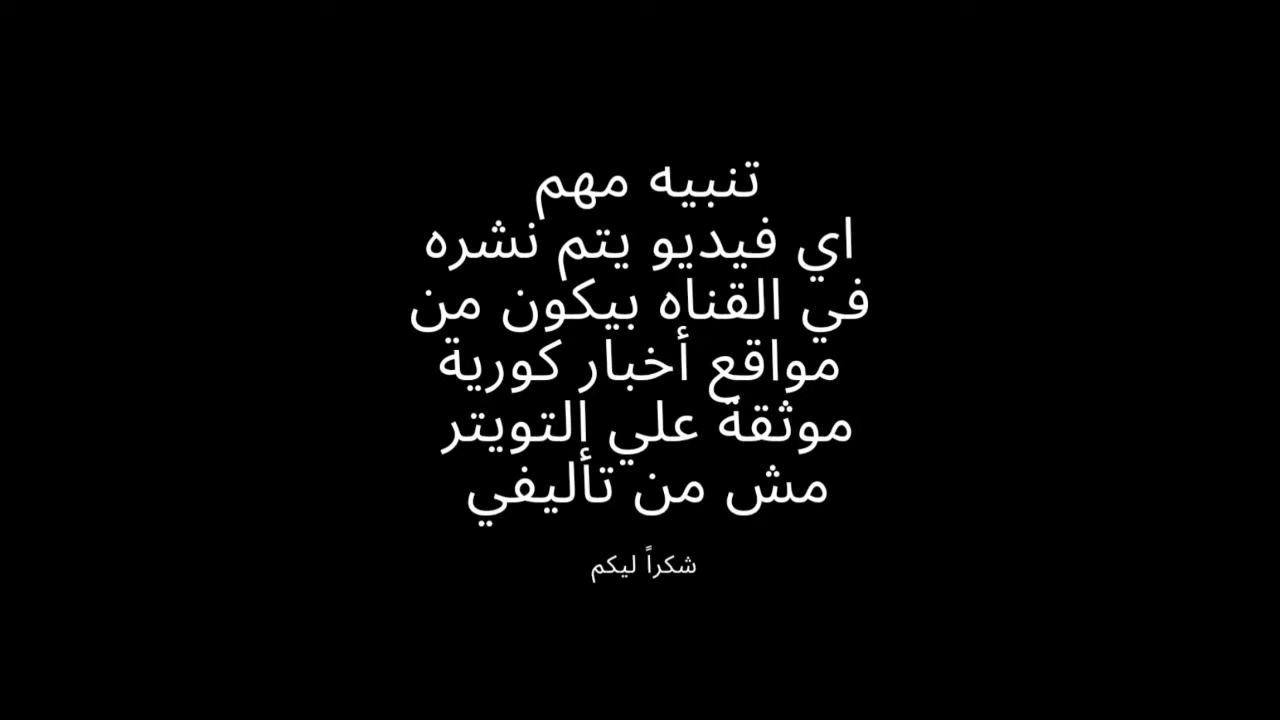 تنبيه مهم
اي فيديو يتم نشره
في القناه بيكون من
مواقع أخبار كورية
موثقة علي التويتر
مش من تأليفي
شكراً ليكم